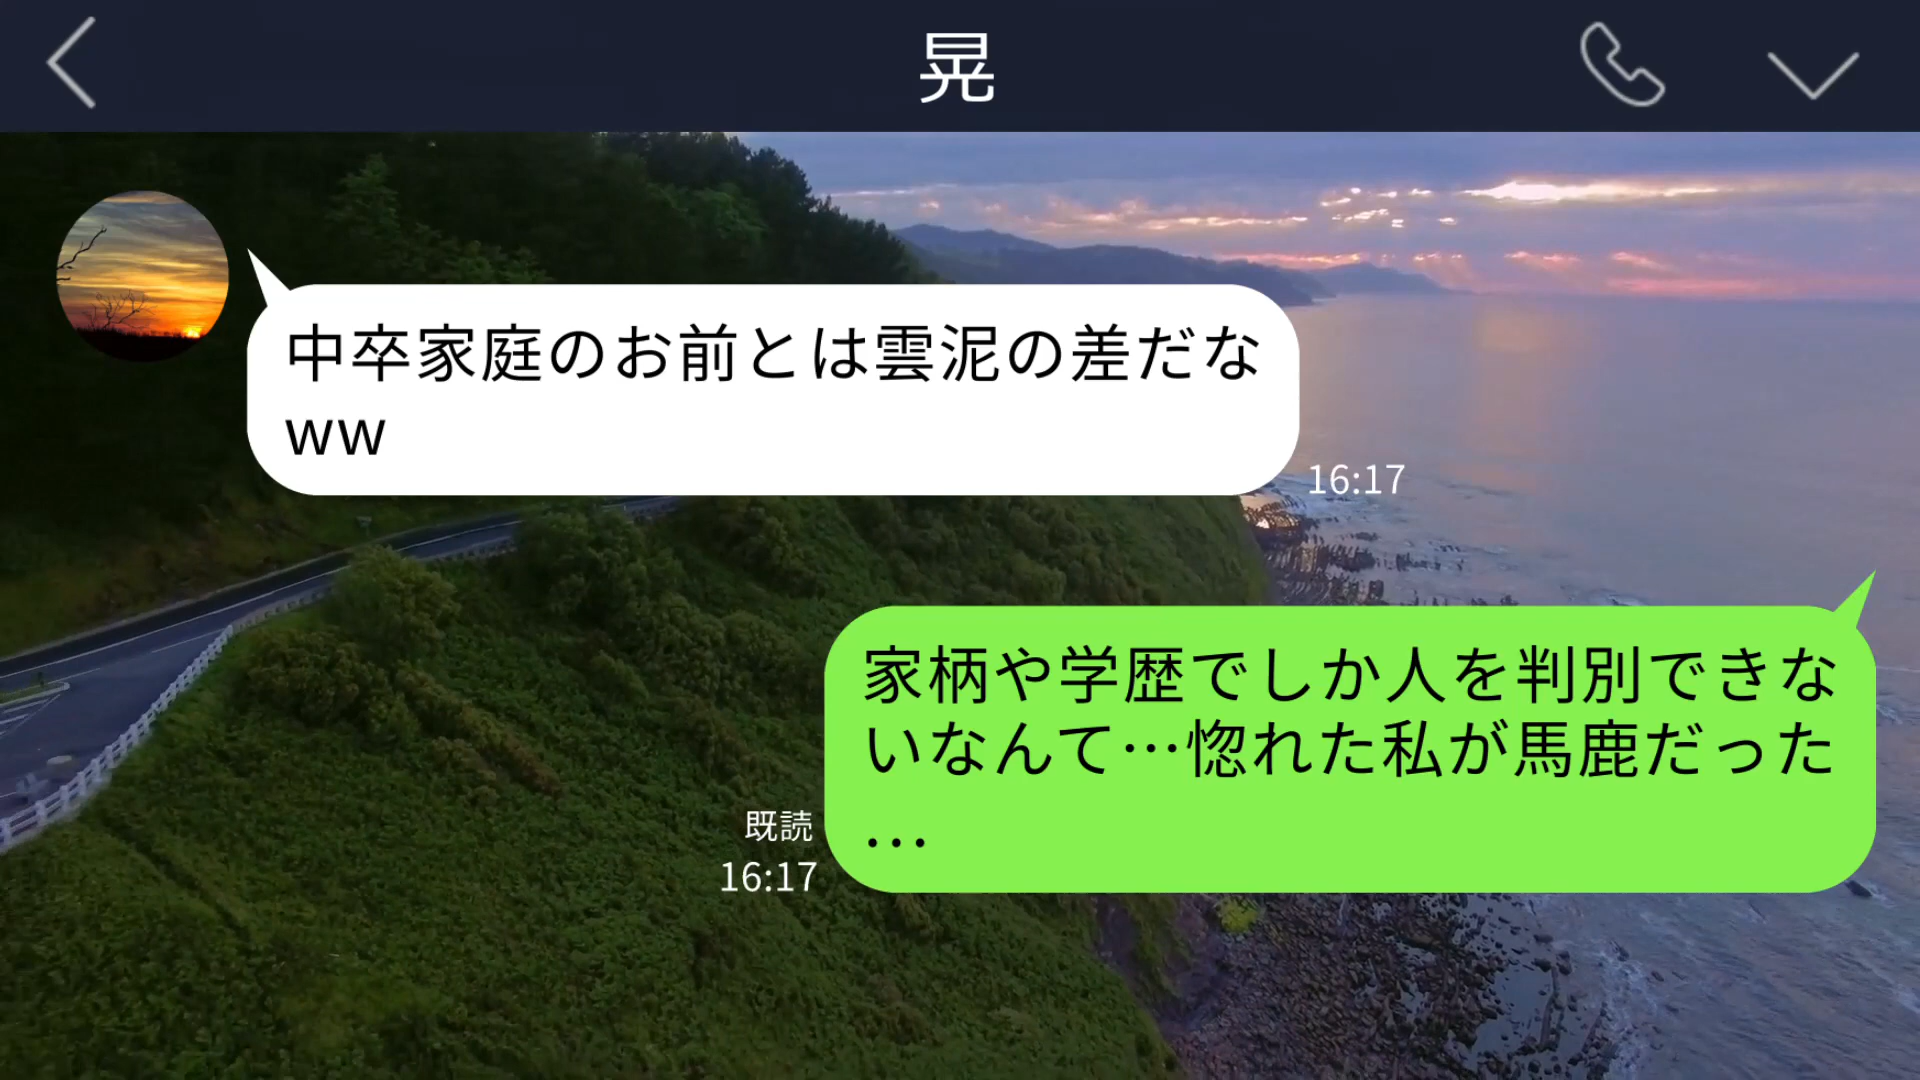 晃
中卒家庭のお前とは雲泥の差だな
ww
16:17
家柄や学歴でしか人を判別できな
いなんて…惚れた私が馬鹿だった
…
既読
16:17